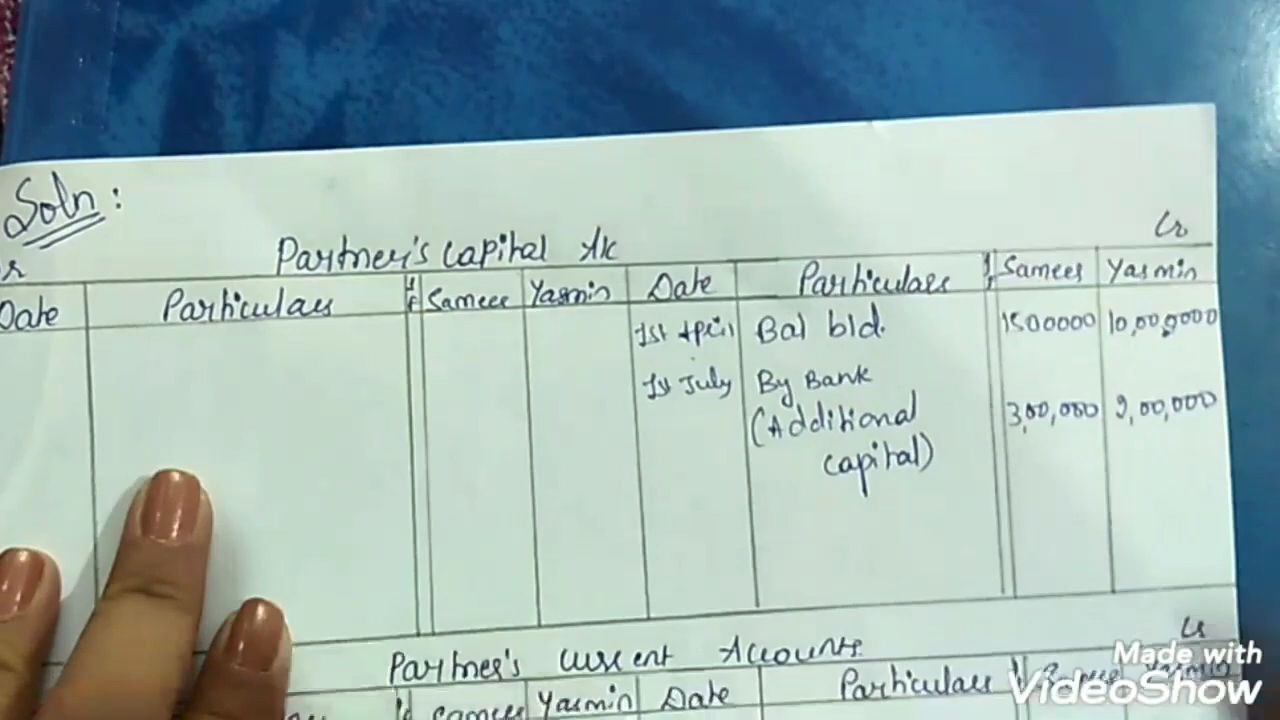 Soln:
Partner's capital A/c
Cr
Date Particulars Sameer Yasmin Date Particulars Sameer Yasmin
1st April Bal bld. 1500000 10,00,000
1st July By Bank
(Additional 3,00,000 2,00,000
capital)
Partner's current Accounts
Yasmin Date Particulars
Made with
VideoShow